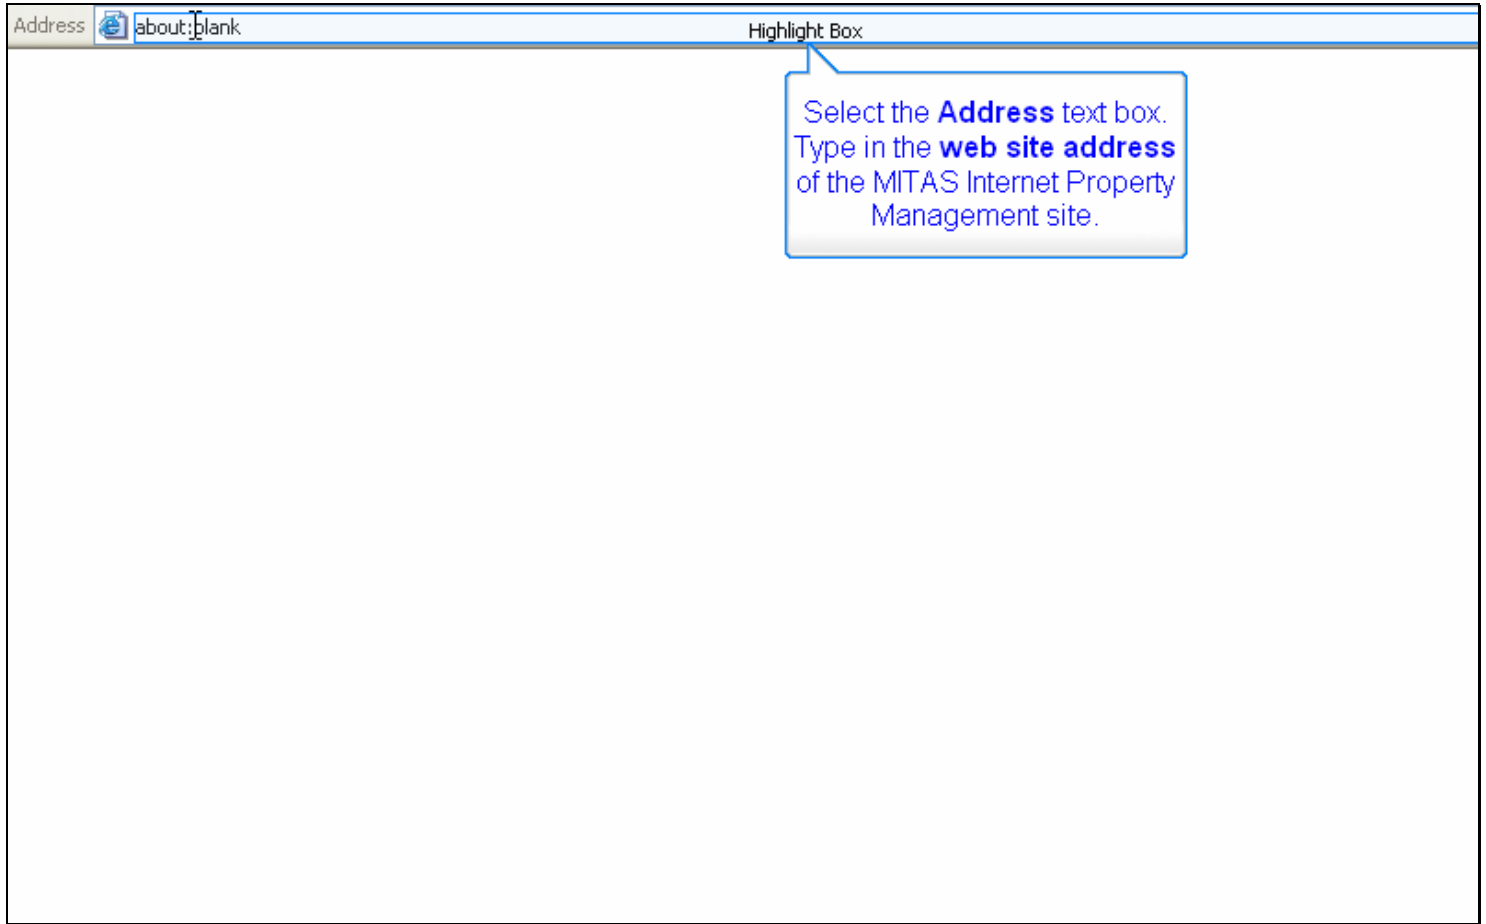 Address about:blank Highlight Box
Select the Address text box.
Type in the web site address
of the MITAS Internet Property
Management site.